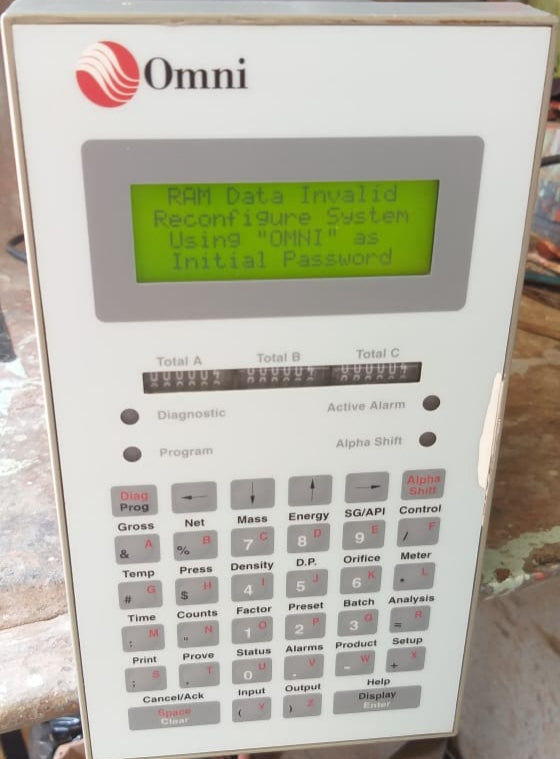 Omni
RAM Data Invalid
Reconfigure System
Using "OMNI" as
Initial Password
Total A Total B Total C
Diagnostic Active Alarm
Program Alpha Shift
Diag Prog ← ↓ ↑ → Alpha Shift
Gross Net Mass Energy SG/API Control
& A % B 7 C 8 D 9 E / F
Temp Press Density D.P. Orifice Meter
# G $ H 4 I 5 J 6 K * L
Time Counts Factor Preset Batch Analysis
: M " N 1 O 2 P 3 Q = R
Print Prove Status Alarms Product Setup
; S , T 0 U . V - W + X
Cancel/Ack Input Output Help
Space Clear ( Y ) Z Display Enter